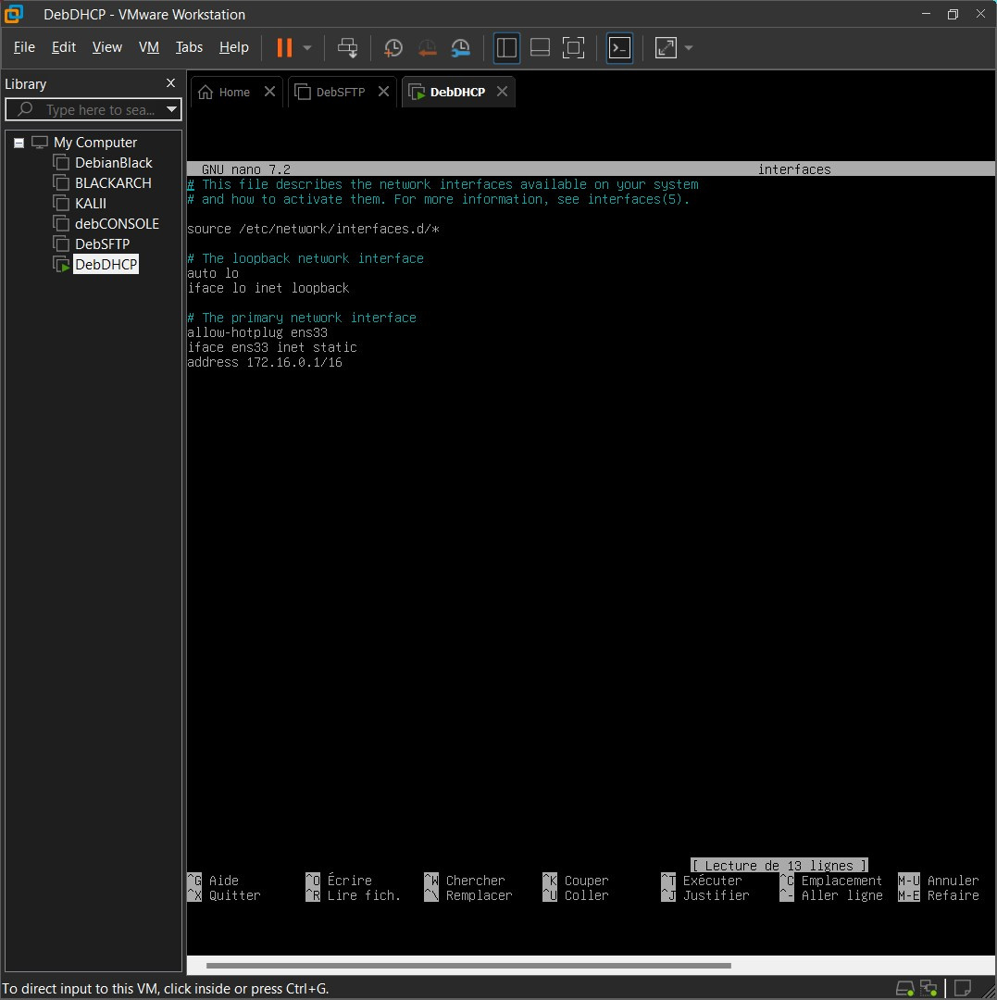 DebDHCP - VMware Workstation
File Edit View VM Tabs Help
Library
Type here to sea...
My Computer
DebianBlack
BLACKARCH
KALII
debCONSOLE
DebSFTP
DebDHCP
Home DebSFTP DebDHCP
GNU nano 7.2 interfaces
# This file describes the network interfaces available on your system
# and how to activate them. For more information, see interfaces(5).
source /etc/network/interfaces.d/*
# The loopback network interface
auto lo
iface lo inet loopback
# The primary network interface
allow-hotplug ens33
iface ens33 inet static
address 172.16.0.1/16
[ Lecture de 13 lignes ]
^G Aide ^O Écrire ^W Chercher ^K Couper ^T Exécuter ^C Emplacement M-U Annuler
^X Quitter ^R Lire fich. ^\ Remplacer ^U Coller ^J Justifier ^- Aller ligne M-E Refaire
To direct input to this VM, click inside or press Ctrl+G.